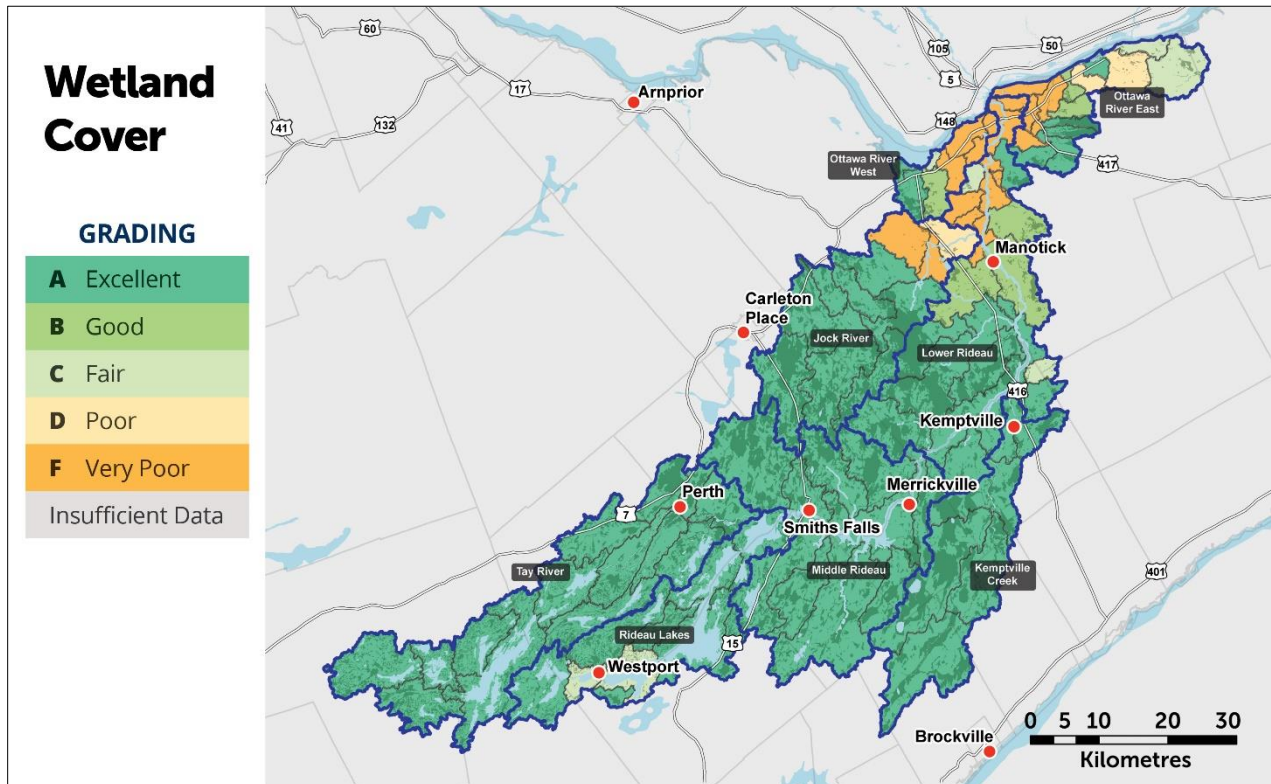 Wetland
Cover
GRADING
A Excellent
B Good
C Fair
D Poor
F Very Poor
Insufficient Data
60
17
41
132
Arnprior
105
5
50
148
Ottawa
River East
417
Ottawa River
West
Manotick
Carleton
Place
Jock River
Lower Rideau
416
Kemptville
Perth
7
Merrickville
Smiths Falls
Tay River
Middle Rideau
Kemptville
Creek
401
Rideau Lakes
15
Westport
Brockville
0 5 10 20 30
Kilometres